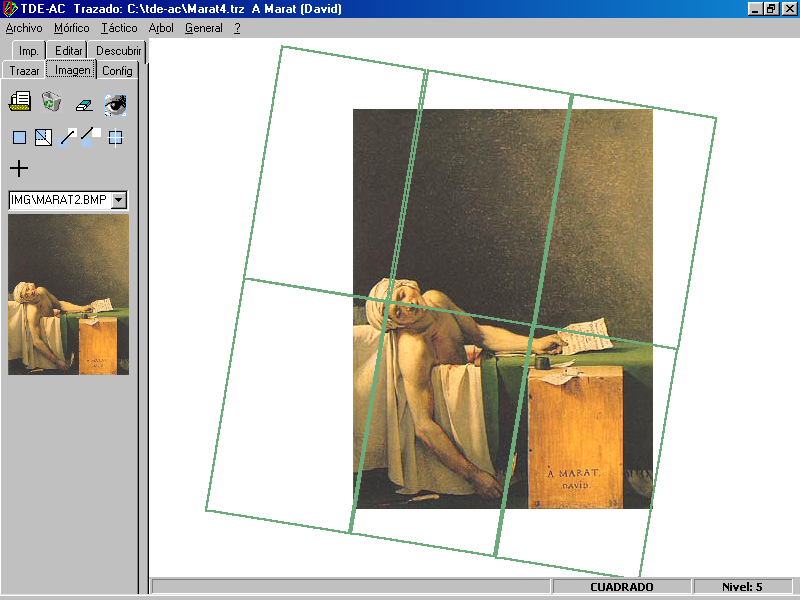 TDE-AC Trazado: C:\tde-ac\Marat4.trz A Marat (David)
Archivo Mórfico Táctico Arbol General ?
Imp. Editar Descubrir
Trazar Imagen Config
IMG\MARAT2.BMP
A MARAT.
DAVID.
CUADRADO Nivel: 5